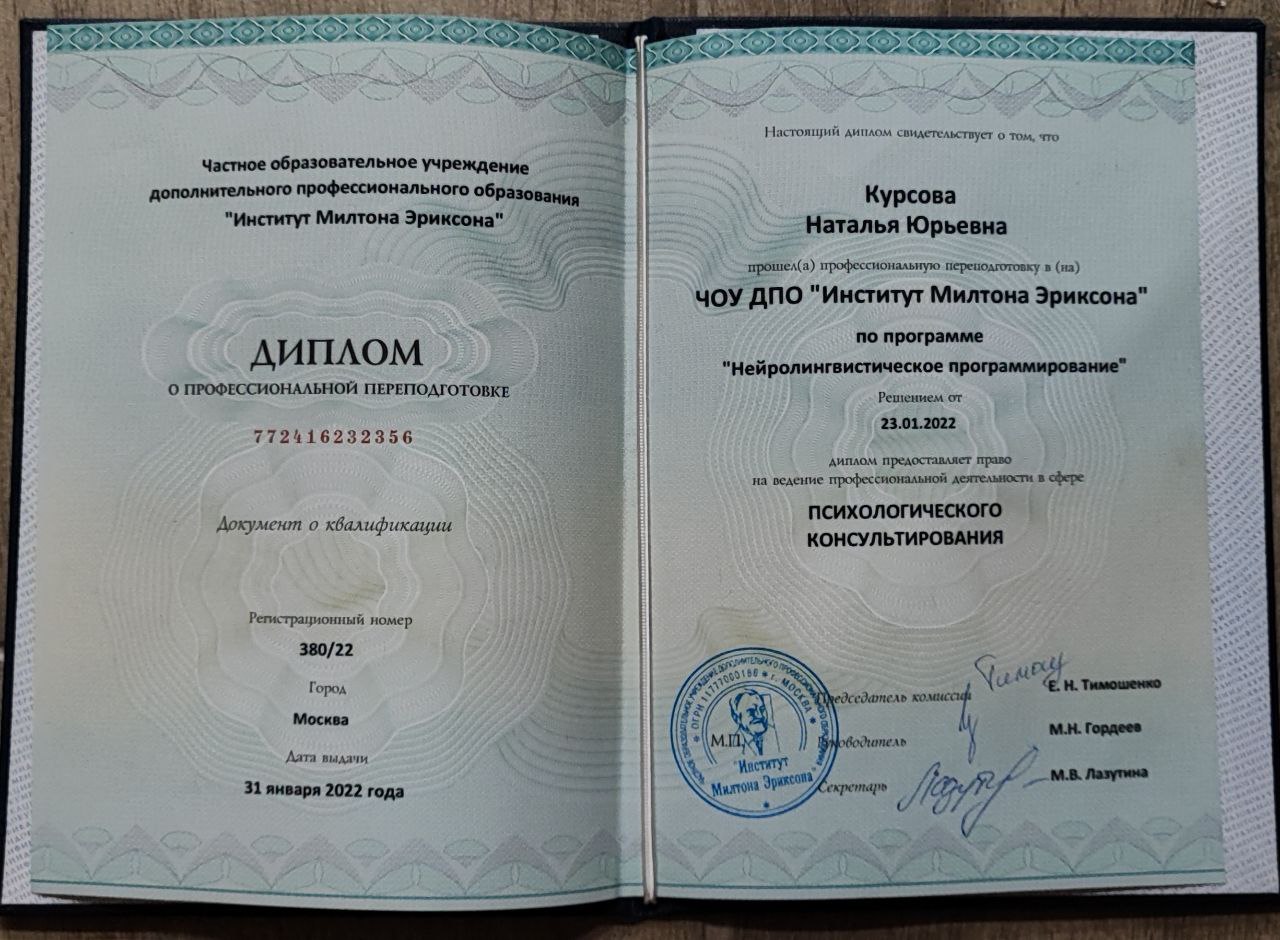 Частное образовательное учреждение
дополнительного профессионального образования
"Институт Милтона Эриксона"
ДИПЛОМ
О ПРОФЕССИОНАЛЬНОЙ ПЕРЕПОДГОТОВКЕ
772416232356
Документ о квалификации
Регистрационный номер
380/22
Город
Москва
Дата выдачи
31 января 2022 года
Настоящий диплом свидетельствует о том, что
Курсова
Наталья Юрьевна
прошел(а) профессиональную переподготовку в (на)
ЧОУ ДПО "Институт Милтона Эриксона"
по программе
"Нейролингвистическое программирование"
Решением от
23.01.2022
диплом предоставляет право
на ведение профессиональной деятельности в сфере
ПСИХОЛОГИЧЕСКОГО
КОНСУЛЬТИРОВАНИЯ
Председатель комиссии Е. Н. Тимошенко
М.П. Руководитель М.Н. Гордеев
Секретарь М.В. Лазутина
г. МОСКВА
"Институт
Милтона Эриксона"